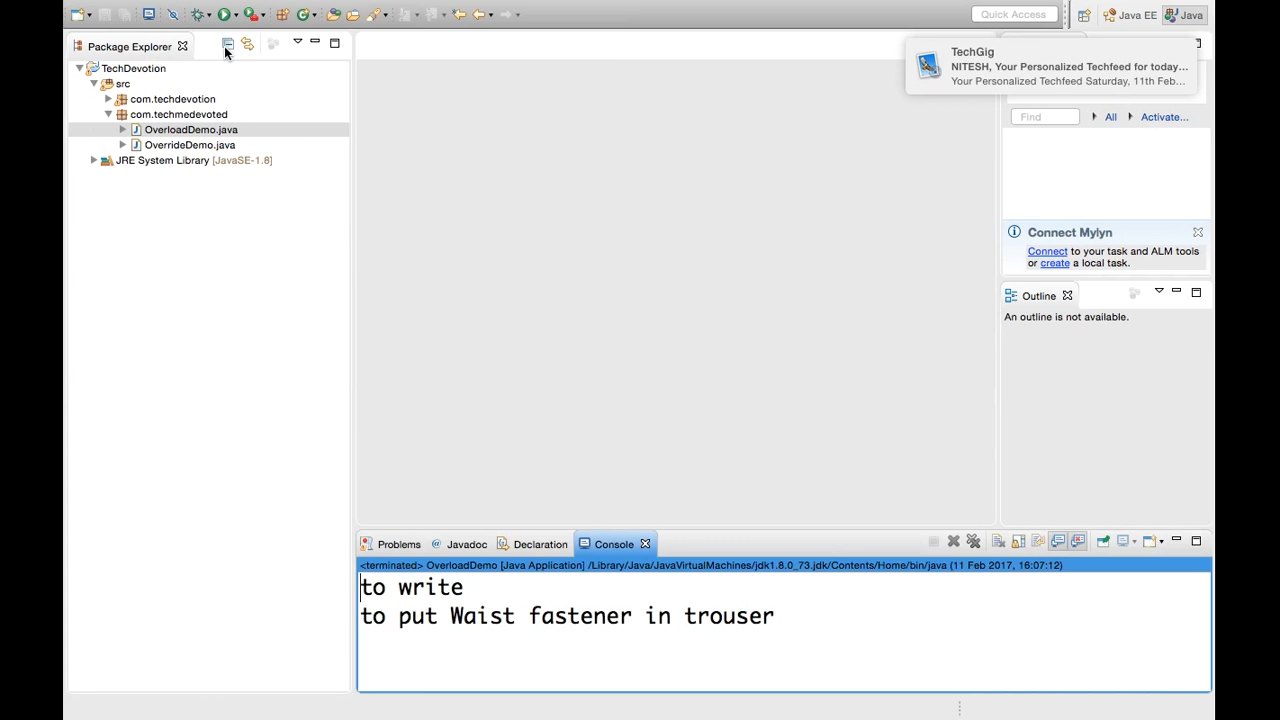 Quick Access
Java EE
Java
Package Explorer
TechGig
NITESH, Your Personalized Techfeed for today...
Your Personalized Techfeed Saturday, 11th Feb...
TechDevotion
src
com.techdevotion
com.techmedevoted
OverloadDemo.java
OverrideDemo.java
JRE System Library [JavaSE-1.8]
Find
All
Activate...
Connect Mylyn
Connect to your task and ALM tools
or create a local task.
Outline
An outline is not available.
Problems
@ Javadoc
Declaration
Console
<terminated> OverloadDemo [Java Application] /Library/Java/JavaVirtualMachines/jdk1.8.0_73.jdk/Contents/Home/bin/java (11 Feb 2017, 16:07:12)
to write
to put Waist fastener in trouser